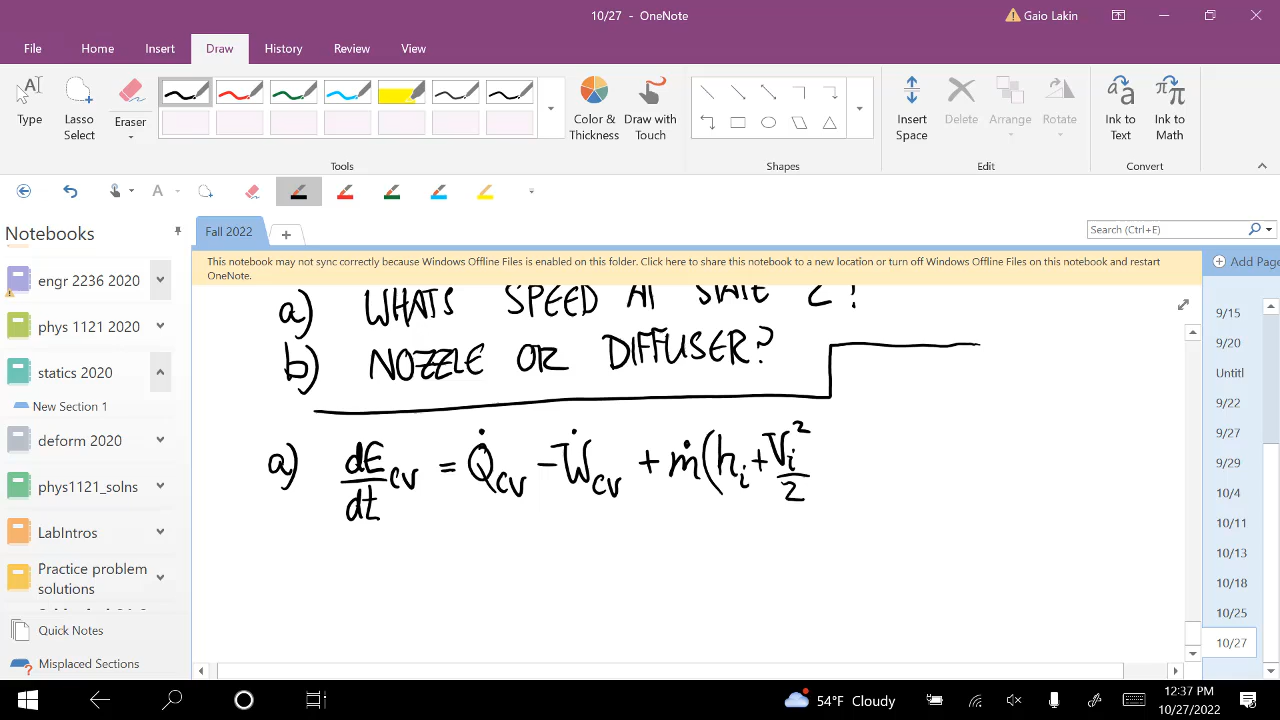 10/27 - OneNote
Gaio Lakin
File Home Insert Draw History Review View
Type
Lasso Select
Eraser
Color & Thickness
Draw with Touch
Insert Space
Delete
Arrange
Rotate
Ink to Text
Ink to Math
Tools
Shapes
Edit
Convert
Notebooks
Fall 2022
Search (Ctrl+E)
This notebook may not sync correctly because Windows Offline Files is enabled on this folder. Click here to share this notebook to a new location or turn off Windows Offline Files on this notebook and restart OneNote.
Add Page
engr 2236 2020
phys 1121 2020
statics 2020
New Section 1
deform 2020
phys1121_solns
LabIntros
Practice problem solutions
Quick Notes
Misplaced Sections
a) WHATS SPEED AT STATE 2?
b) NOZZLE OR DIFFUSER?
a) dE/dt cv = Q̇cv - Ẇcv + ṁ(hi + Vi²/2
9/15
9/20
Untitl
9/22
9/27
9/29
10/4
10/11
10/13
10/18
10/25
10/27
54°F Cloudy
12:37 PM
10/27/2022